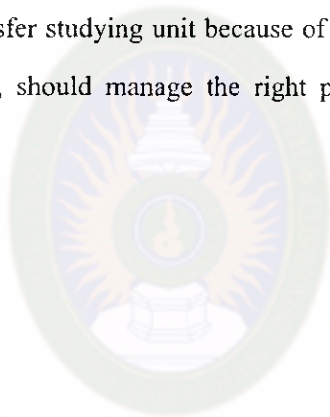 sfer studying unit because of
, should manage the right p